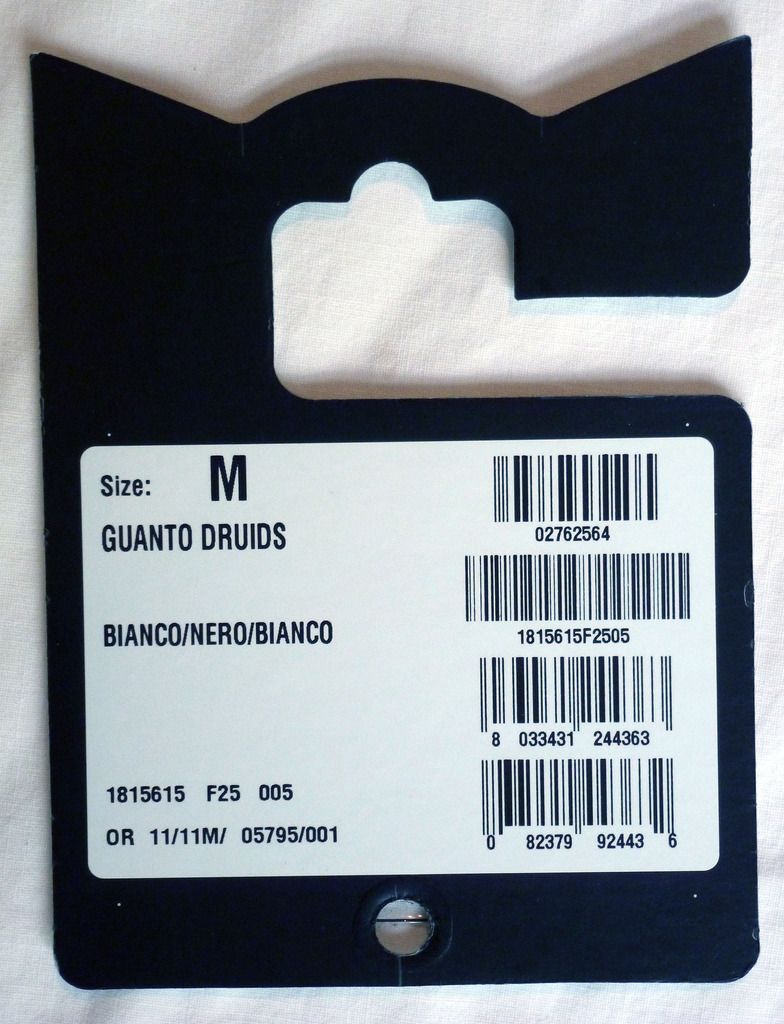 Size: M
GUANTO DRUIDS
BIANCO/NERO/BIANCO
1815615 F25 005
OR 11/11M/ 05795/001
02762564
1815615F2505
8 033431 244363
0 82379 92443 6